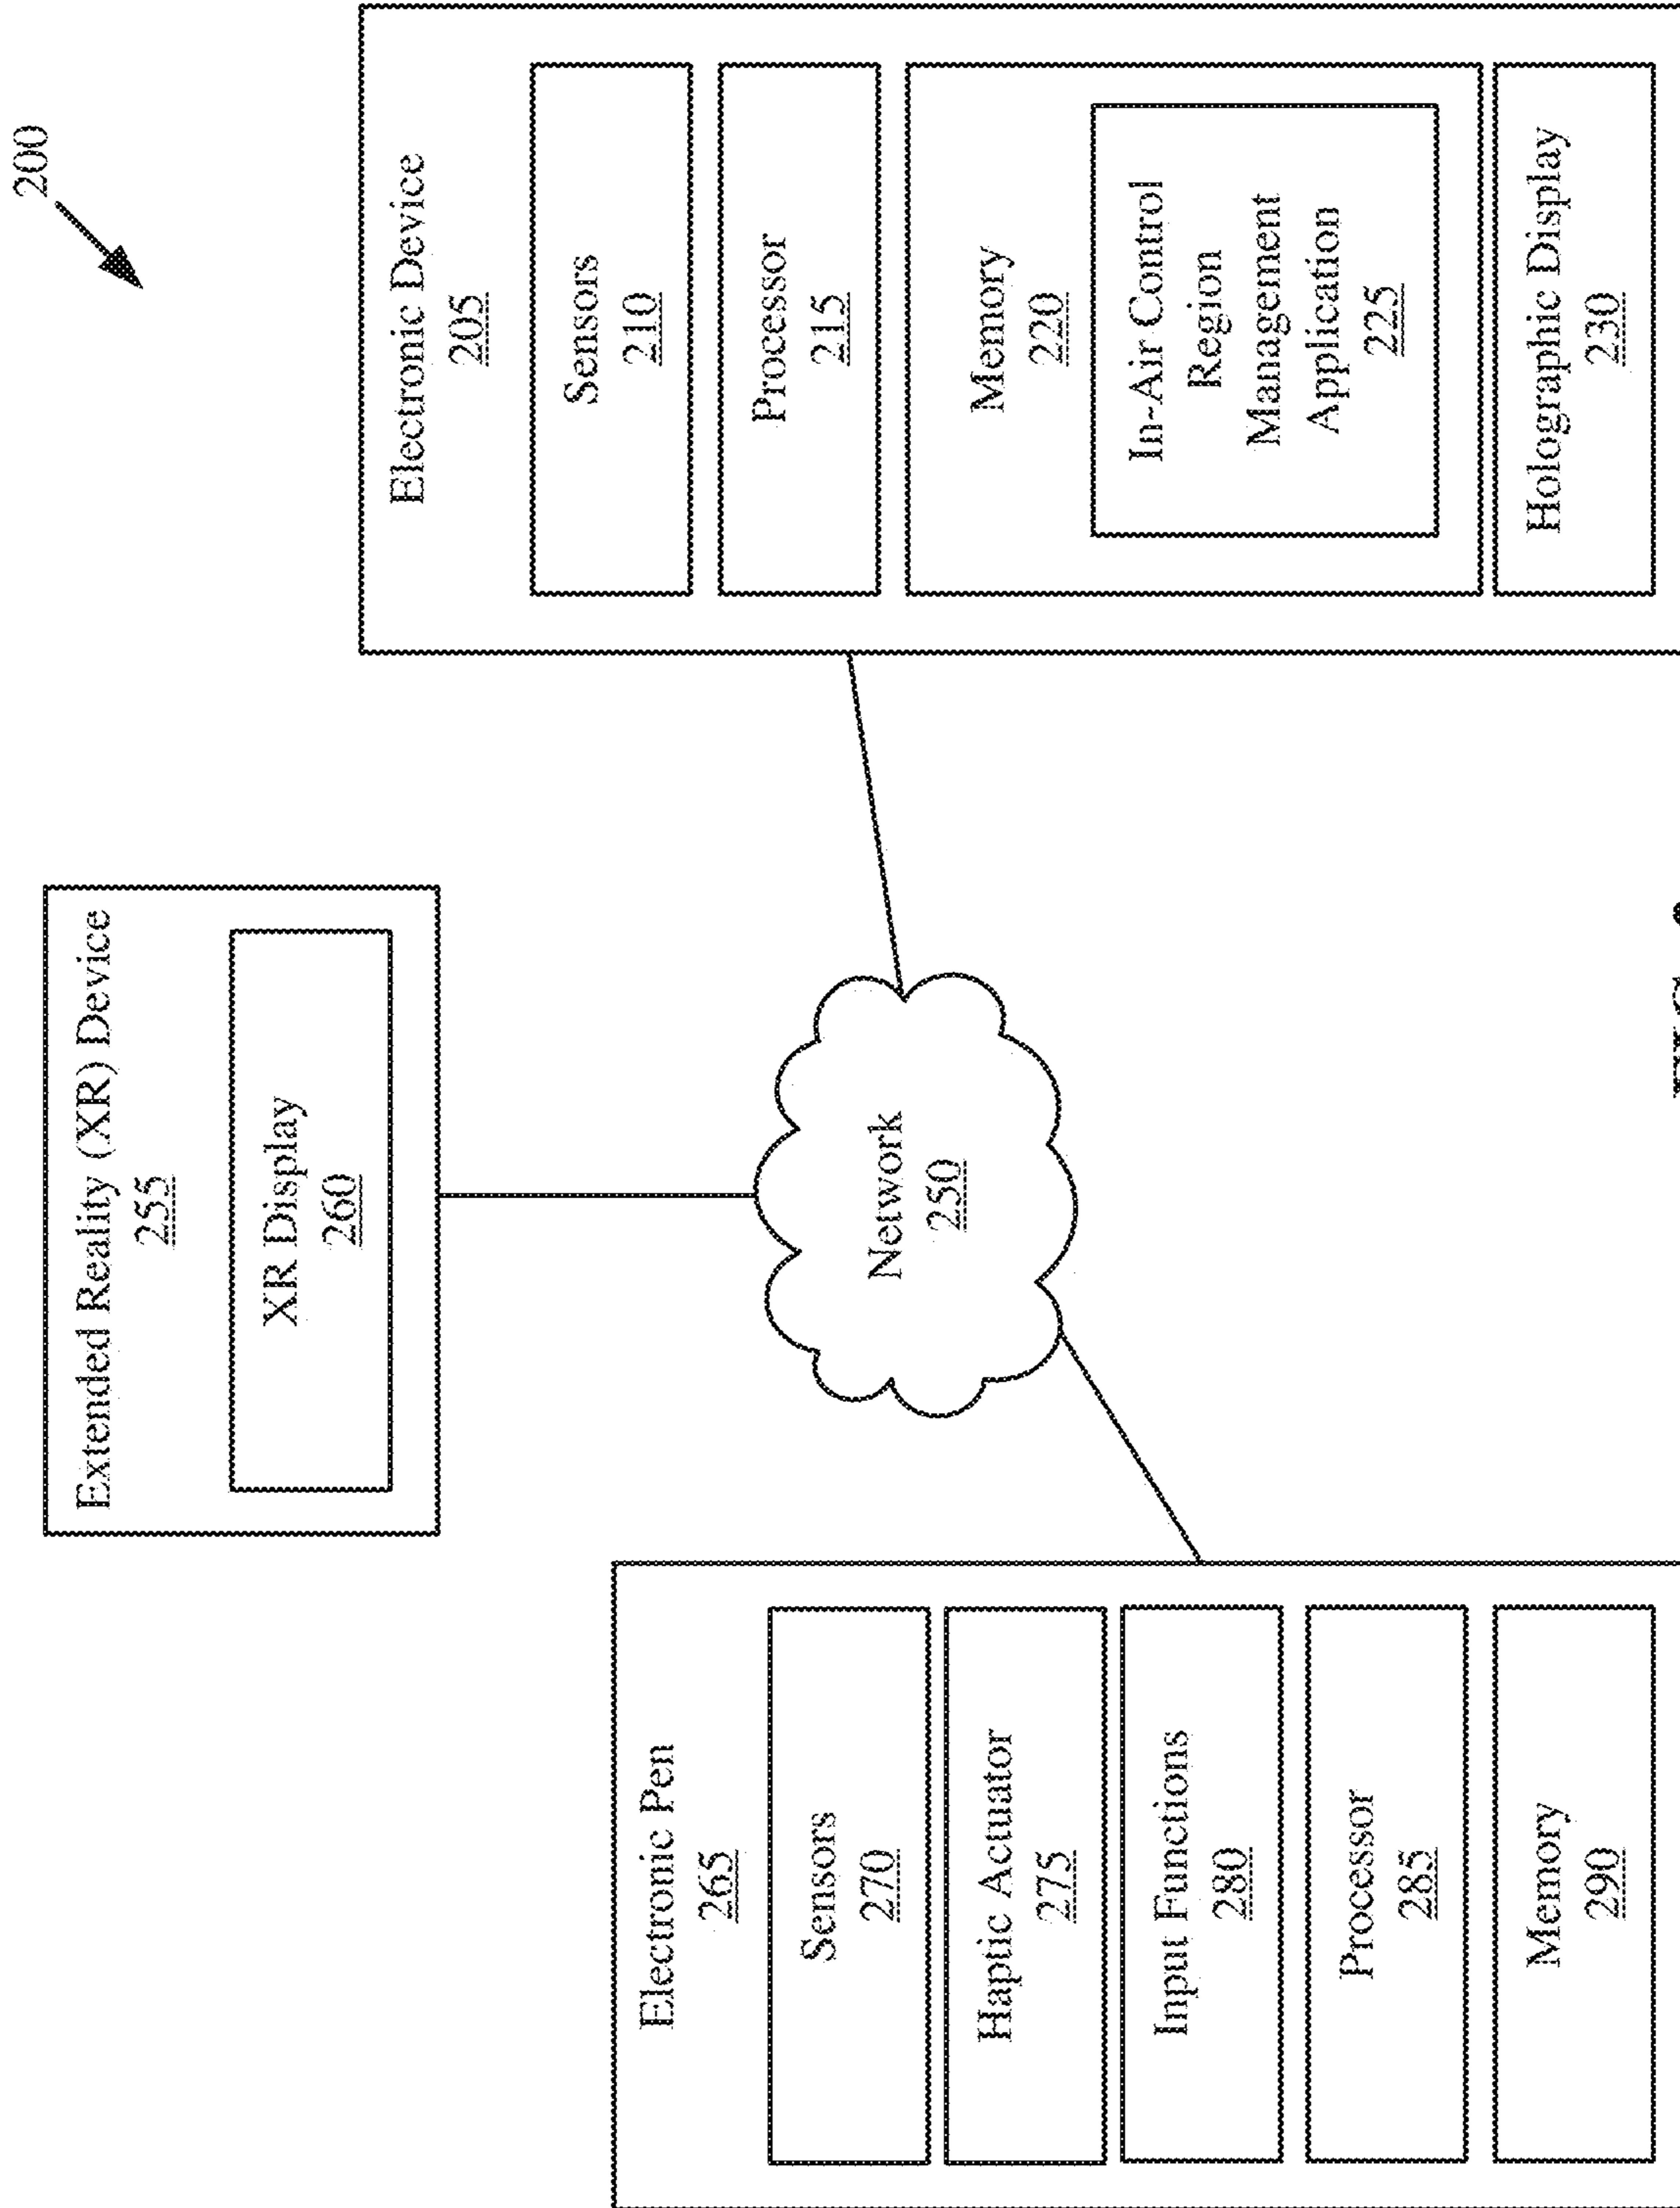 200
Extended Reality (XR) Device
255
XR Display
260
Electronic Pen
265
Sensors
270
Haptic Actuator
275
Input Functions
280
Processor
285
Memory
290
Network
250
Electronic Device
205
Sensors
210
Processor
215
Memory
220
In-Air Control
Region
Management
Application
225
Holographic Display
230